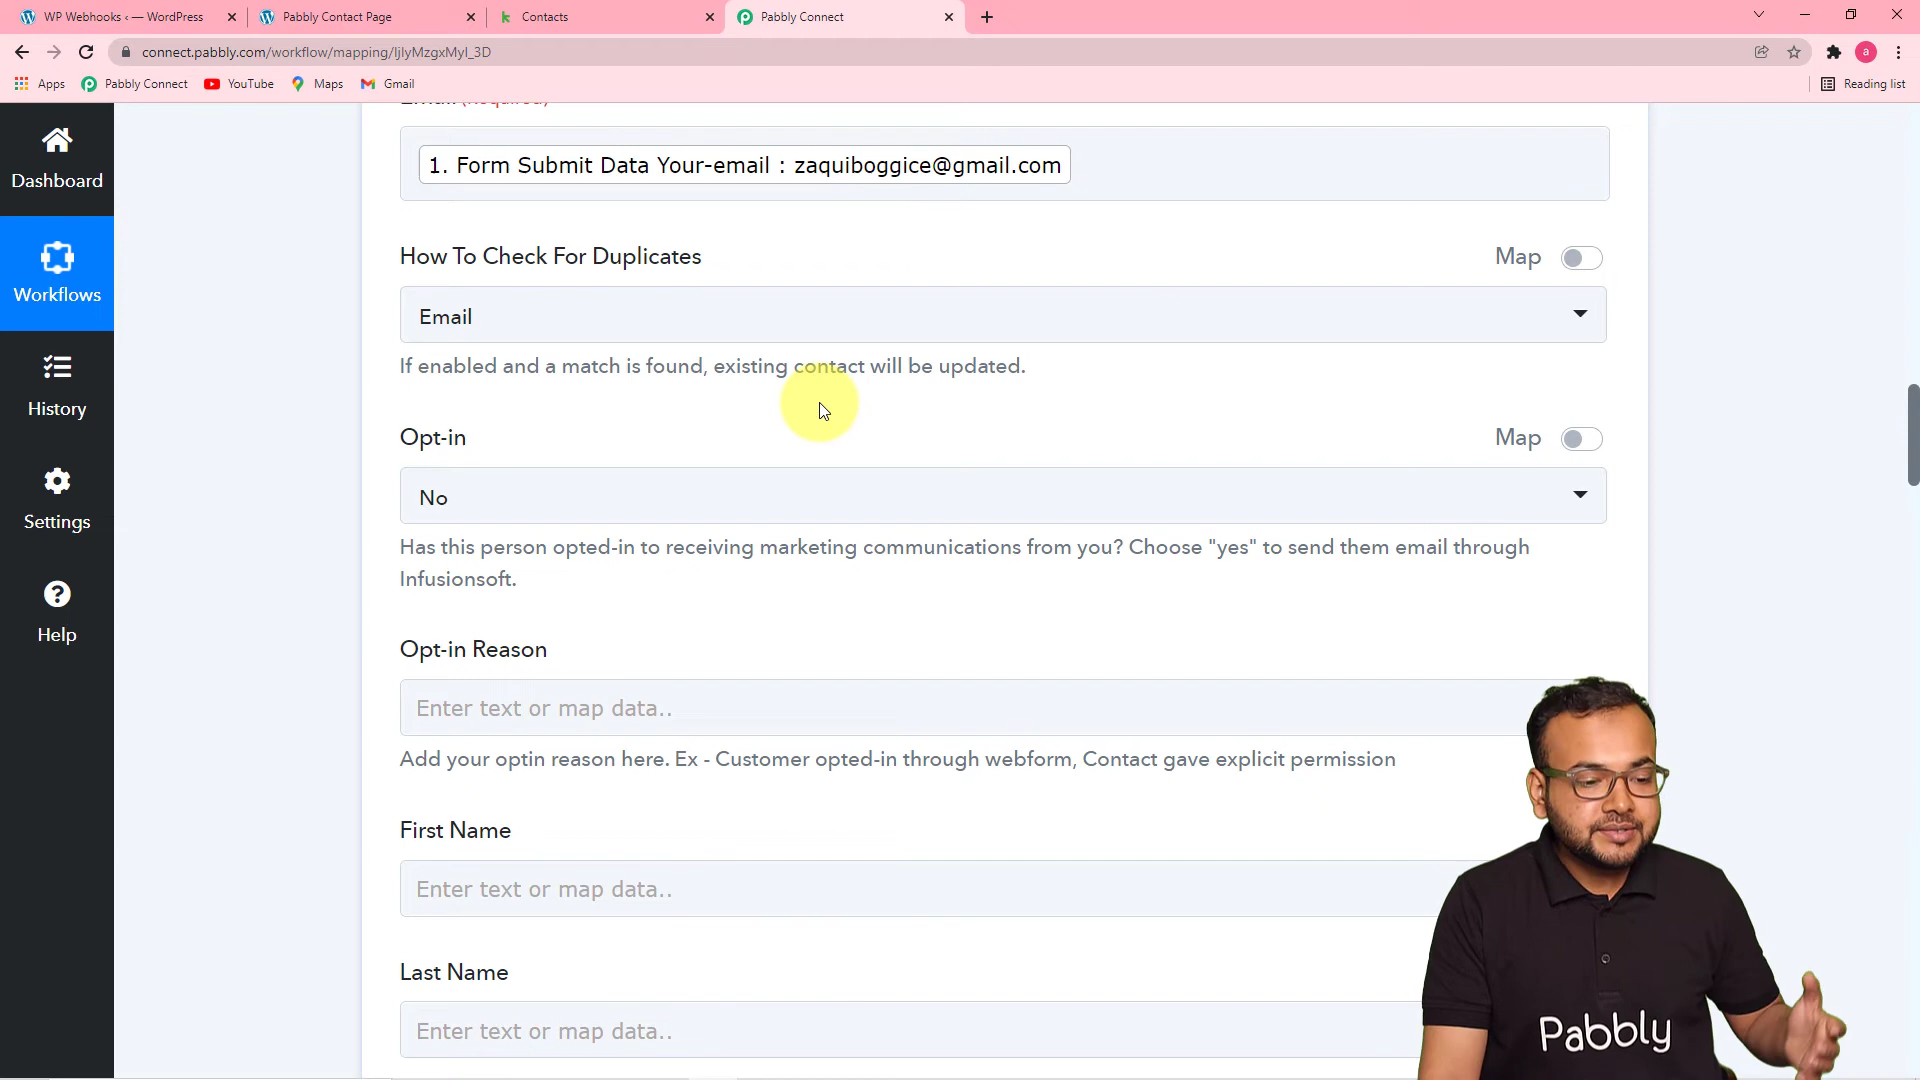 WP Webhooks ‹ — WordPress
Pabbly Contact Page
Contacts
Pabbly Connect
connect.pabbly.com/workflow/mapping/IjIyMzgxMyI_3D
a
Apps
Pabbly Connect
YouTube
Maps
Gmail
Reading list
Dashboard
Workflows
History
Settings
Help
Email (Required)
1. Form Submit Data Your-email : zaquiboggice@gmail.com
How To Check For Duplicates
Map
Email
If enabled and a match is found, existing contact will be updated.
Opt-in
Map
No
Has this person opted-in to receiving marketing communications from you? Choose "yes" to send them email through
Infusionsoft.
Opt-in Reason
Enter text or map data..
Add your optin reason here. Ex - Customer opted-in through webform, Contact gave explicit permission
First Name
Enter text or map data..
Last Name
Enter text or map data..
Pabbly